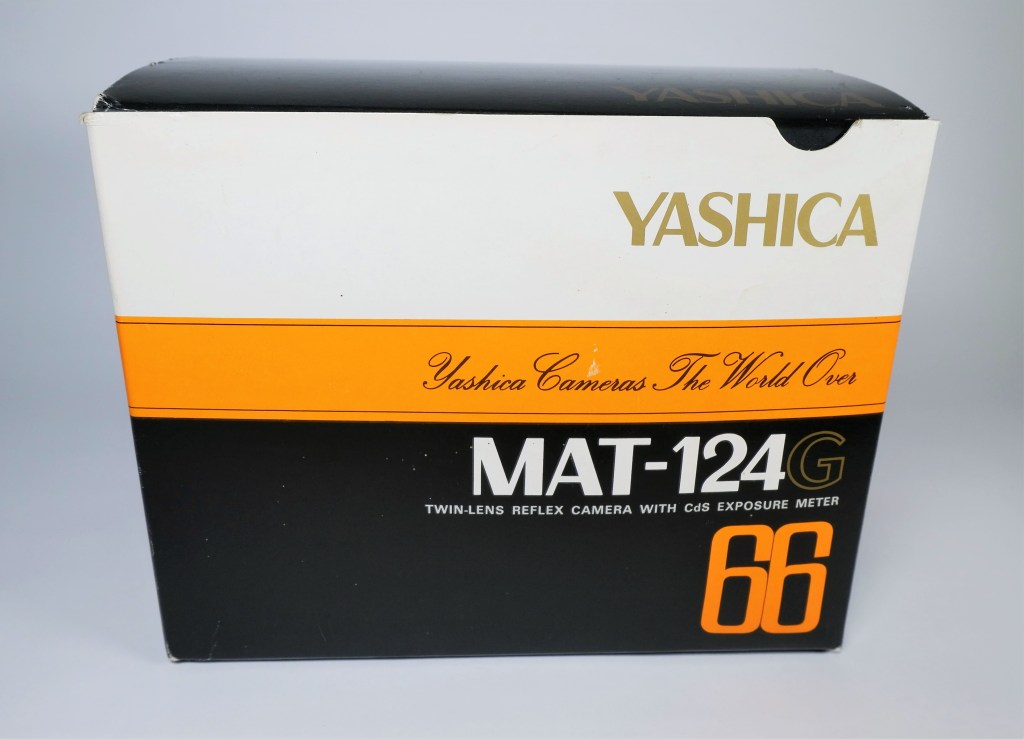 YASHICA
YASHICA
Yashica Cameras The World Over
MAT-124G
TWIN-LENS REFLEX CAMERA WITH CdS EXPOSURE METER
66